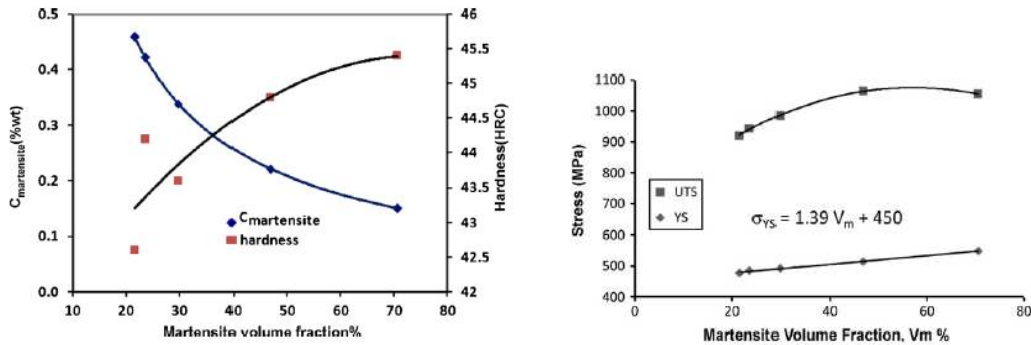 0.5
0.4
0.3
0.2
0.1
0.0
C martensite(%wt)
46
45.5
45
44.5
44
43.5
43
42.5
42
Hardness(HRC)
Cmartensite
hardness
10 20 30 40 50 60 70 80
Martensite volume fraction%
1100
1000
900
800
700
600
500
400
Stress (MPa)
UTS
YS
σYS. = 1.39 Vm + 450
0 20 40 60 80
Martensite Volume Fraction, Vm %